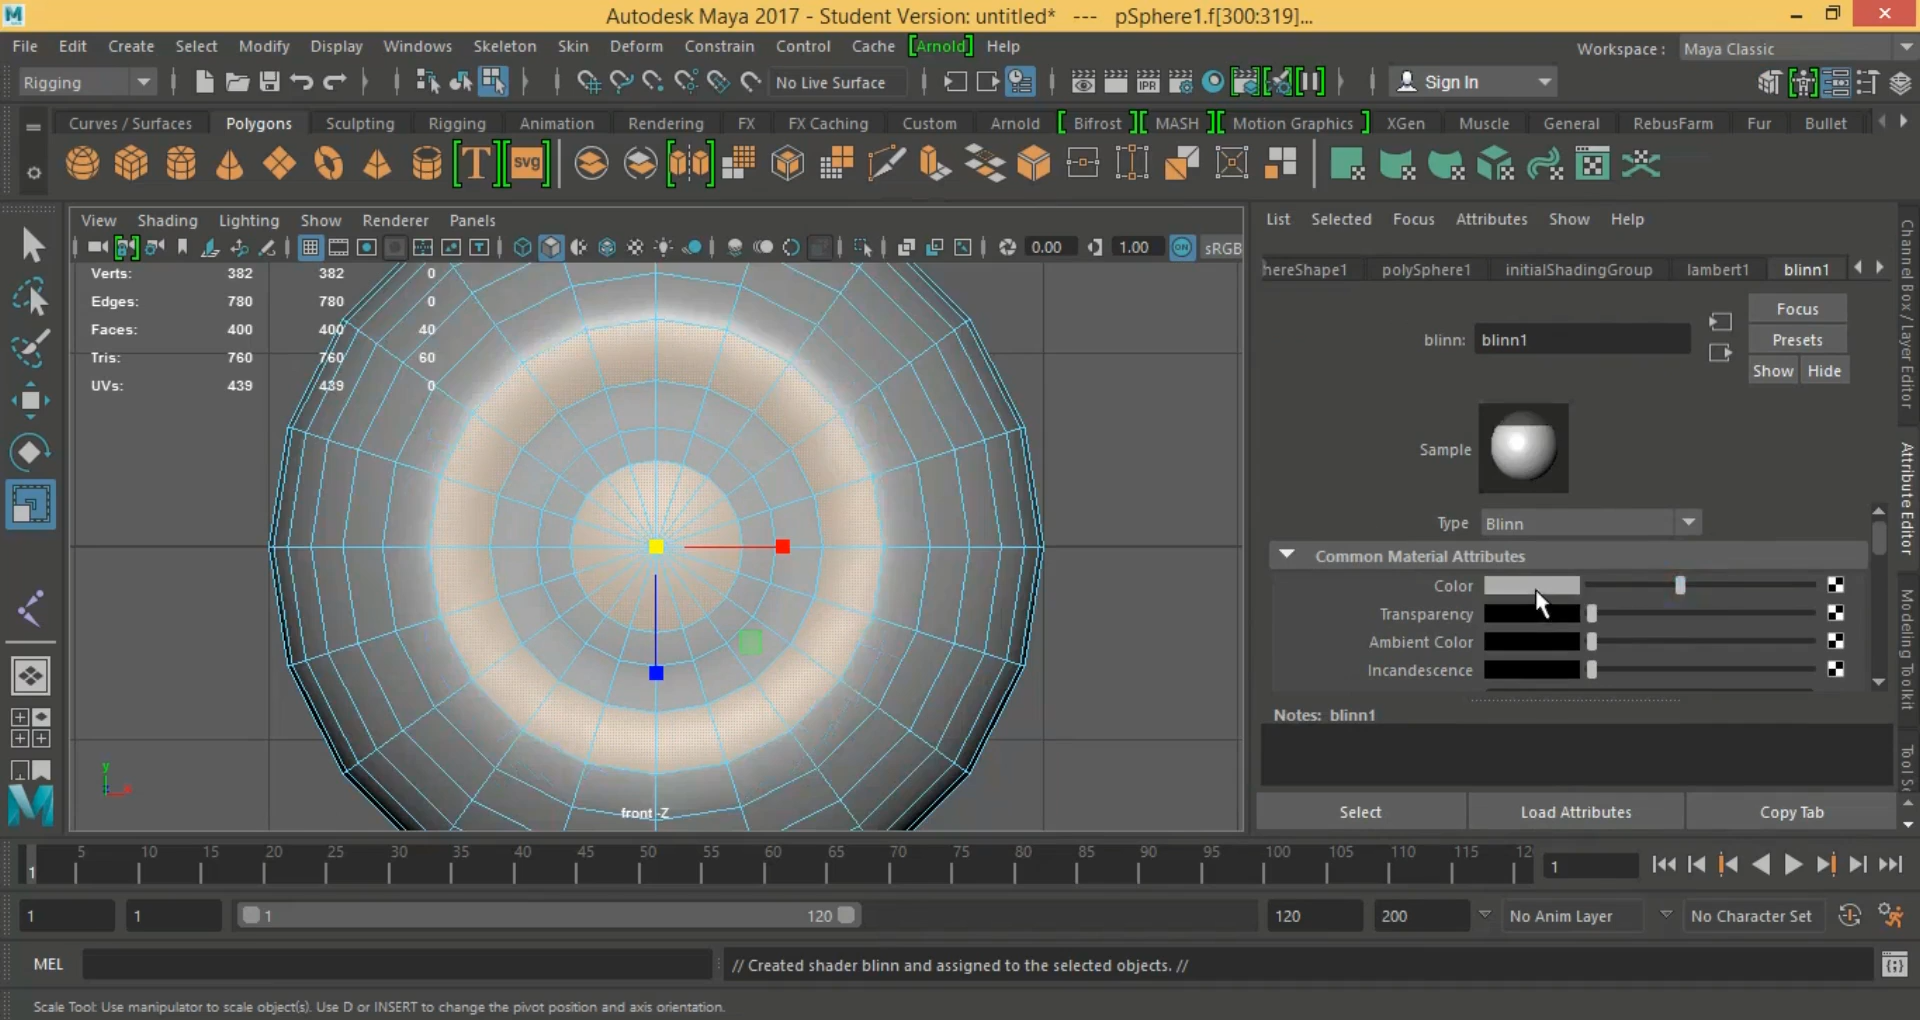 Autodesk Maya 2017 - Student Version: untitled* --- pSphere1.f[300:319]...
File Edit Create Select Modify Display Windows Skeleton Skin Deform Constrain Control Cache [Arnold] Help
Workspace : Maya Classic
Rigging No Live Surface IPR Sign In
Curves / Surfaces Polygons Sculpting Rigging Animation Rendering FX FX Caching Custom Arnold [ Bifrost ][ MASH ][ Motion Graphics ] XGen Muscle General RebusFarm Fur Bullet
T svg
View Shading Lighting Show Renderer Panels
List Selected Focus Attributes Show Help
0.00 1.00 ON sRGB
hereShape1 polySphere1 initialShadingGroup lambert1 blinn1
Verts: 382 382 0
Edges: 780 780 0
Faces: 400 400 40
Tris: 760 760 60
UVs: 439 439 0
y
front -Z
Focus
blinn: blinn1 Presets
Show Hide
Sample
Type Blinn
Common Material Attributes
Color
Transparency
Ambient Color
Incandescence
Notes: blinn1
Select Load Attributes Copy Tab
Channel Box / Layer Editor
Attribute Editor
Modeling Toolkit
Tool
5 10 15 20 25 30 35 40 45 50 55 60 65 70 75 80 85 90 95 100 105 110 115 12
1 1
1 1 1 120 120 200 No Anim Layer No Character Set
MEL // Created shader blinn and assigned to the selected objects. //
Scale Tool: Use manipulator to scale object(s). Use D or INSERT to change the pivot position and axis orientation.